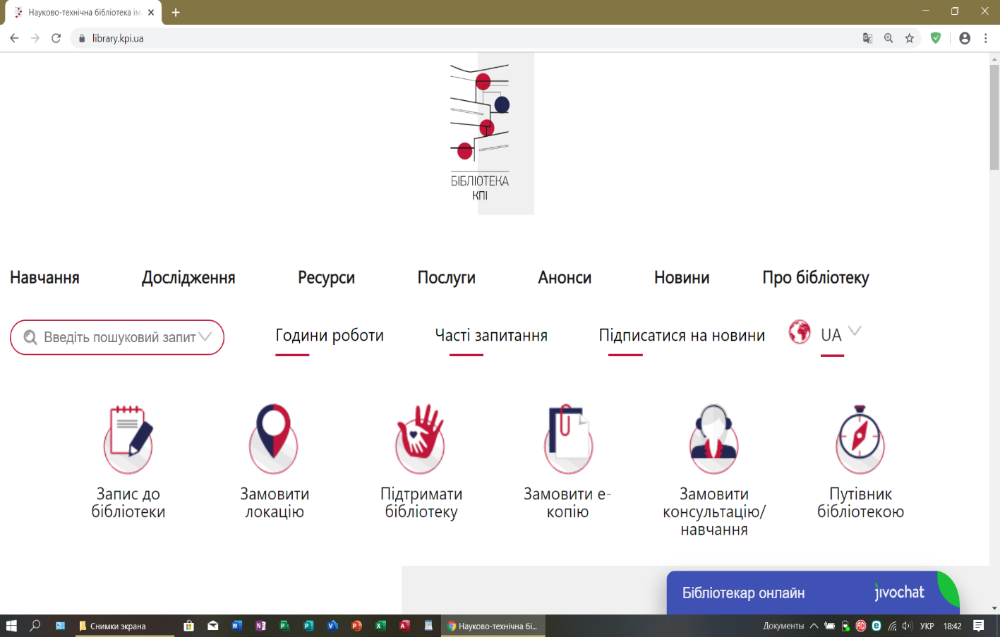 Науково-технічна бібліотека ім.
library.kpi.ua
БІБЛІОТЕКА
КПІ
Навчання Дослідження Ресурси Послуги Анонси Новини Про бібліотеку
Введіть пошуковий запит Години роботи Часті запитання Підписатися на новини UA
Запис до
бібліотеки
Замовити
локацію
Підтримати
бібліотеку
Замовити е-
копію
Замовити
консультацію/
навчання
Путівник
бібліотекою
Бібліотекар онлайн jivochat
Снимки экрана Науково-технічна бі... Документы УКР 18:42